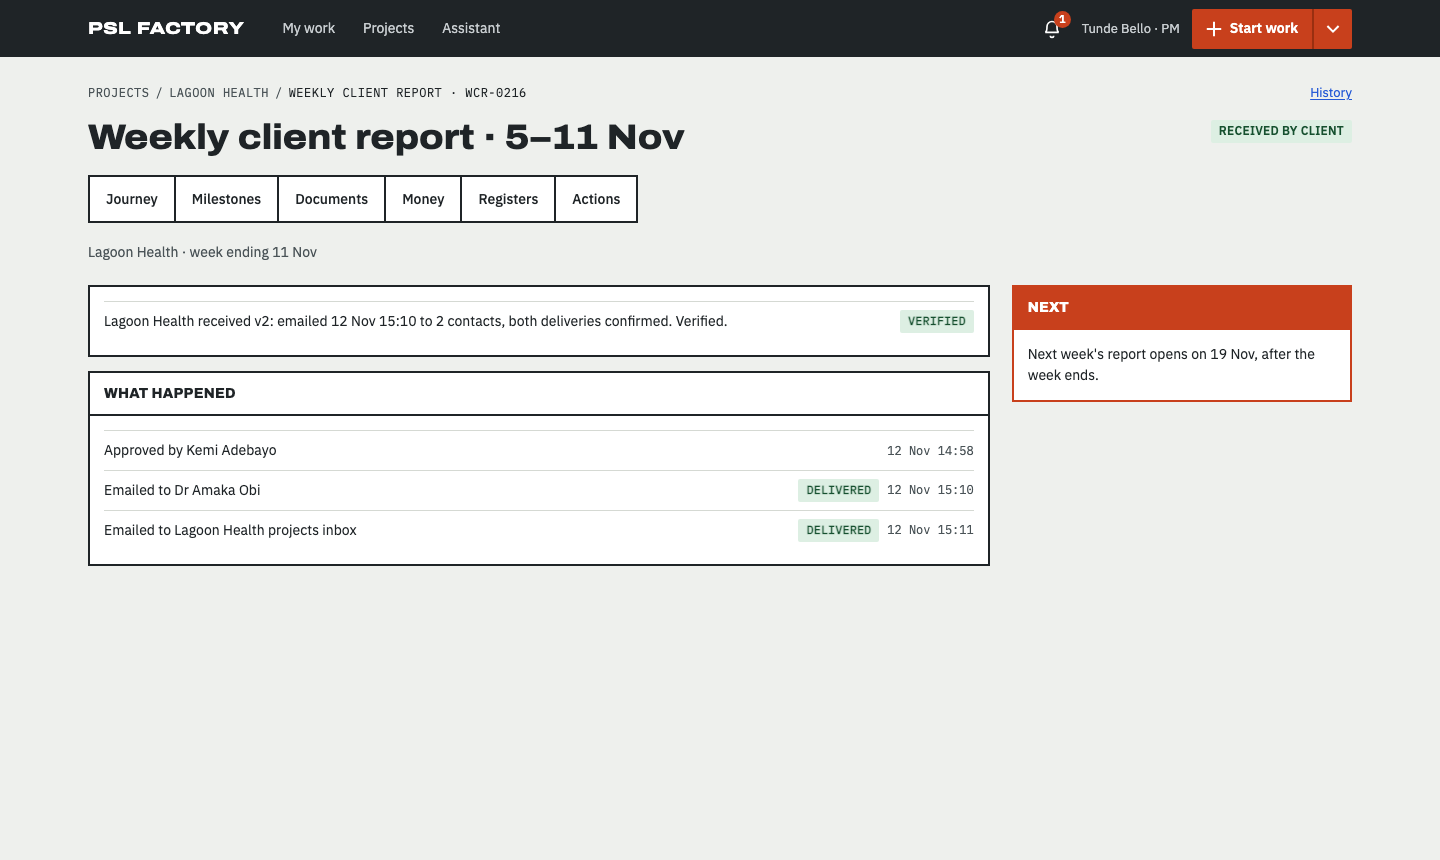 PSL FACTORY
My work
Projects
Assistant
1
Tunde Bello · PM
Start work
PROJECTS / LAGOON HEALTH / WEEKLY CLIENT REPORT · WCR-0216
History
Weekly client report · 5–11 Nov
RECEIVED BY CLIENT
Journey
Milestones
Documents
Money
Registers
Actions
Lagoon Health · week ending 11 Nov
Lagoon Health received v2: emailed 12 Nov 15:10 to 2 contacts, both deliveries confirmed. Verified.
VERIFIED
WHAT HAPPENED
Approved by Kemi Adebayo
12 Nov 14:58
Emailed to Dr Amaka Obi
DELIVERED
12 Nov 15:10
Emailed to Lagoon Health projects inbox
DELIVERED
12 Nov 15:11
NEXT
Next week's report opens on 19 Nov, after the
week ends.